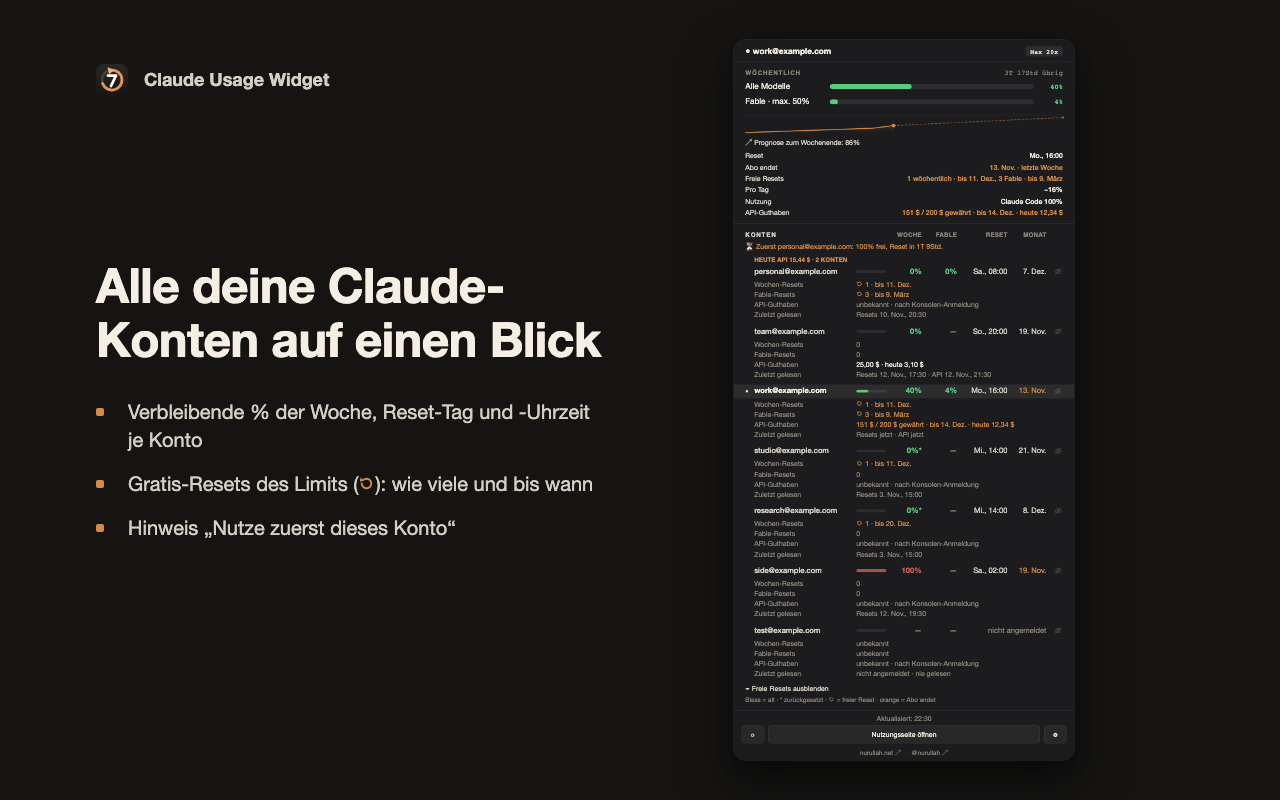 7
Claude Usage Widget
Alle deine Claude-
Konten auf einen Blick
Verbleibende % der Woche, Reset-Tag und -Uhrzeit
je Konto
Gratis-Resets des Limits (): wie viele und bis wann
Hinweis „Nutze zuerst dieses Konto“
work@example.com Max 20x
WÖCHENTLICH 3T 17Std übrig
Alle Modelle 40%
Fable · max. 50% 4%
Prognose zum Wochenende: 86%
Reset Mo., 16:00
Abo endet 13. Nov. · letzte Woche
Freie Resets 1 wöchentlich · bis 11. Dez., 3 Fable · bis 9. März
Pro Tag ~16%
Nutzung Claude Code 100%
API-Guthaben 151 $ / 200 $ gewährt · bis 14. Dez. · heute 12,34 $
KONTEN WOCHE FABLE RESET MONAT
⌛ Zuerst personal@example.com: 100% frei, Reset in 1T 9Std.
HEUTE API 15,44 $ · 2 KONTEN
personal@example.com 0% 0% Sa., 08:00 7. Dez.
Wochen-Resets 1 · bis 11. Dez.
Fable-Resets 3 · bis 9. März
API-Guthaben unbekannt · nach Konsolen-Anmeldung
Zuletzt gelesen Resets 10. Nov., 20:30
team@example.com 0% — So., 20:00 19. Nov.
Wochen-Resets 0
Fable-Resets 0
API-Guthaben 25,00 $ · heute 3,10 $
Zuletzt gelesen Resets 12. Nov., 17:30 · API 12. Nov., 21:30
work@example.com 40% 4% Mo., 16:00 13. Nov.
Wochen-Resets 1 · bis 11. Dez.
Fable-Resets 3 · bis 9. März
API-Guthaben 151 $ / 200 $ gewährt · bis 14. Dez. · heute 12,34 $
Zuletzt gelesen Resets jetzt · API jetzt
studio@example.com 0%* — Mi., 14:00 21. Nov.
Wochen-Resets 1 · bis 11. Dez.
Fable-Resets 0
API-Guthaben unbekannt · nach Konsolen-Anmeldung
Zuletzt gelesen Resets 3. Nov., 15:00
research@example.com 0%* — Mi., 14:00 8. Dez.
Wochen-Resets 1 · bis 20. Dez.
Fable-Resets 0
API-Guthaben unbekannt · nach Konsolen-Anmeldung
Zuletzt gelesen Resets 3. Nov., 15:00
side@example.com 100% — Sa., 02:00 19. Nov.
Wochen-Resets 0
Fable-Resets 0
API-Guthaben unbekannt · nach Konsolen-Anmeldung
Zuletzt gelesen Resets 12. Nov., 19:30
test@example.com — — nicht angemeldet
Wochen-Resets unbekannt
Fable-Resets unbekannt
API-Guthaben unbekannt · nach Konsolen-Anmeldung
Zuletzt gelesen nicht angemeldet · nie gelesen
Freie Resets ausblenden
Blass = alt · * zurückgesetzt · = freier Reset · orange = Abo endet
Aktualisiert: 22:30
Nutzungsseite öffnen
nurullah.net ↗ · @nurullah ↗